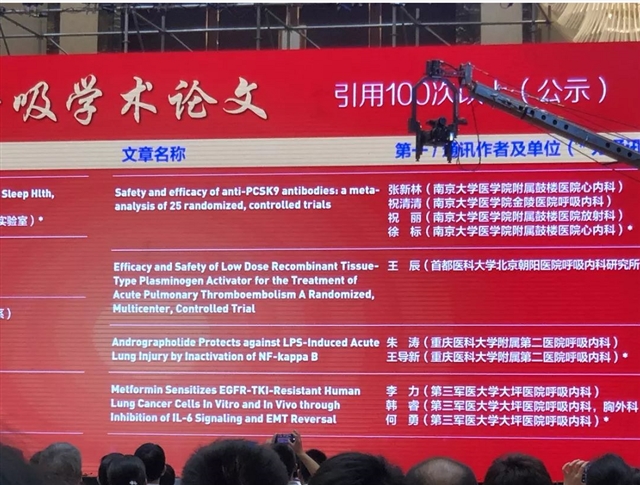 吸学术论文
引用100次以上（公示）
文章名称
第一/通讯作者及单位（*
Sleep Hlth,
实验室）*
Safety and efficacy of anti-PCSK9 antibodies: a meta-
analysis of 25 randomized, controlled trials
张新林（南京大学医学院附属鼓楼医院心内科）
祝清清（南京大学医学院金陵医院呼吸内科）
祝 丽（南京大学医学院附属鼓楼医院放射科）
徐 标（南京大学医学院附属鼓楼医院心内科）*
Efficacy and Safety of Low Dose Recombinant Tissue-
Type Plasminogen Activator for the Treatment of
Acute Pulmonary Thromboembolism A Randomized,
Multicenter, Controlled Trial
王 辰（首都医科大学北京朝阳医院呼吸内科研究所
Andrographolide Protects against LPS-Induced Acute
Lung Injury by Inactivation of NF-kappa B
朱 涛（重庆医科大学附属第二医院呼吸内科）
王导新（重庆医科大学附属第二医院呼吸内科）*
Metformin Sensitizes EGFR-TKI-Resistant Human
Lung Cancer Cells In Vitro and In Vivo through
Inhibition of IL-6 Signaling and EMT Reversal
李 力（第三军医大学大坪医院呼吸内科）
韩 睿（第三军医大学大坪医院呼吸内科，胸外科
何 勇（第三军医大学大坪医院呼吸内科）*